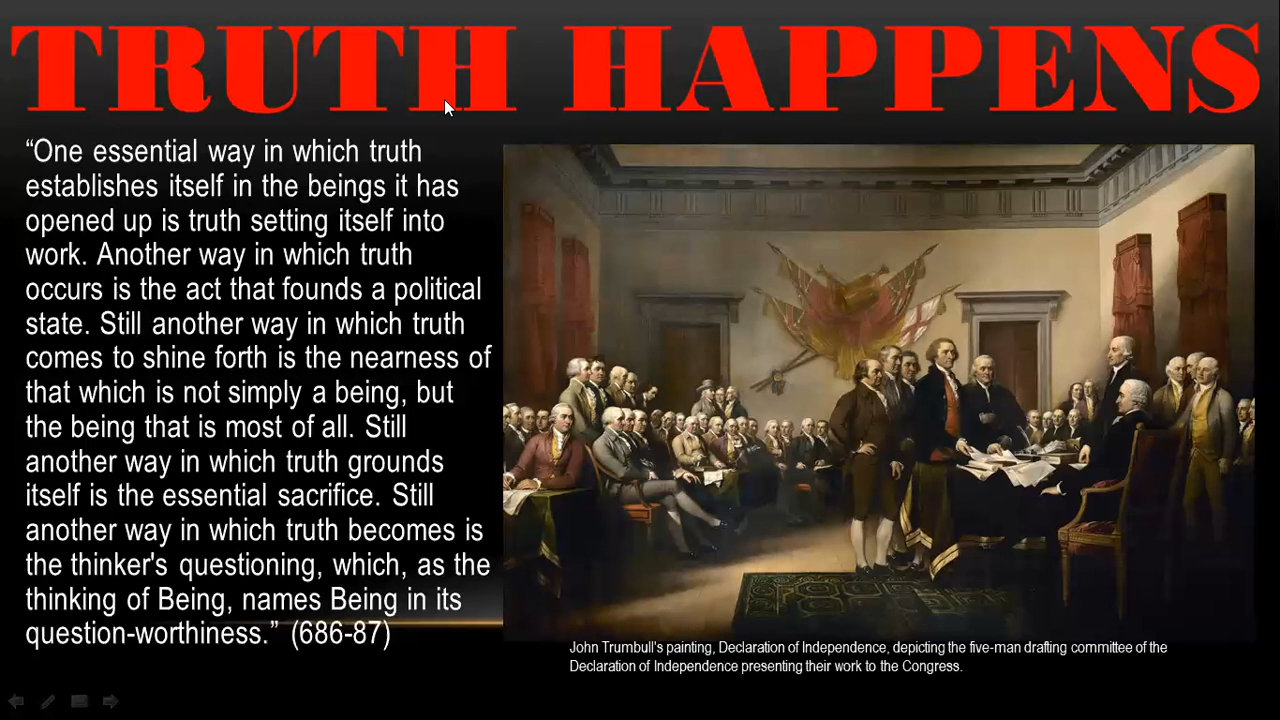 TRUTH HAPPENS
“One essential way in which truth
establishes itself in the beings it has
opened up is truth setting itself into
work. Another way in which truth
occurs is the act that founds a political
state. Still another way in which truth
comes to shine forth is the nearness of
that which is not simply a being, but
the being that is most of all. Still
another way in which truth grounds
itself is the essential sacrifice. Still
another way in which truth becomes is
the thinker's questioning, which, as the
thinking of Being, names Being in its
question-worthiness.” (686-87)
John Trumbull's painting, Declaration of Independence, depicting the five-man drafting committee of the
Declaration of Independence presenting their work to the Congress.